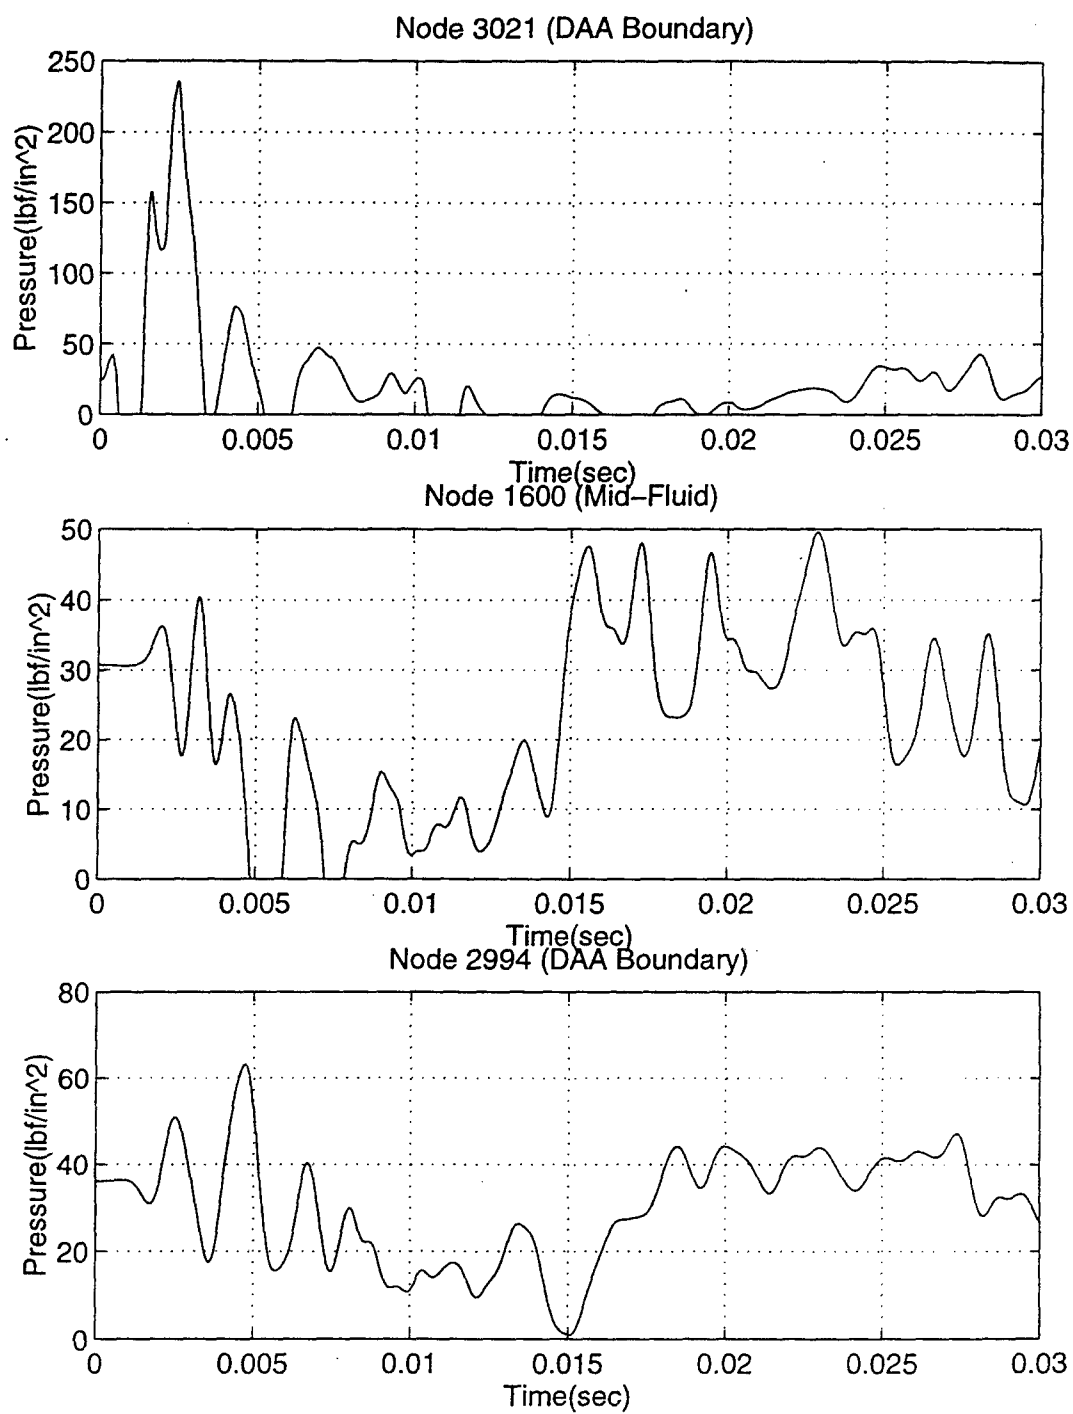 Node 3021 (DAA Boundary)
Pressure(lbf/in^2)
250
200
150
100
50
0
0 0.005 0.01 0.015 0.02 0.025 0.03
Time(sec)
Node 1600 (Mid−Fluid)
Pressure(lbf/in^2)
50
40
30
20
10
0
0 0.005 0.01 0.015 0.02 0.025 0.03
Time(sec)
Node 2994 (DAA Boundary)
Pressure(lbf/in^2)
80
60
40
20
0
0 0.005 0.01 0.015 0.02 0.025 0.03
Time(sec)